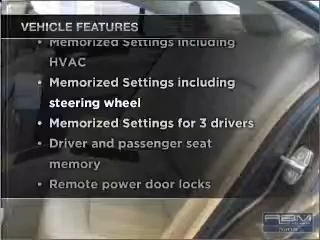 VEHICLE FEATURES
• Memorized Settings including
HVAC
• Memorized Settings including
steering wheel
• Memorized Settings for 3 drivers
• Driver and passenger seat
memory
• Remote power door locks
RBM